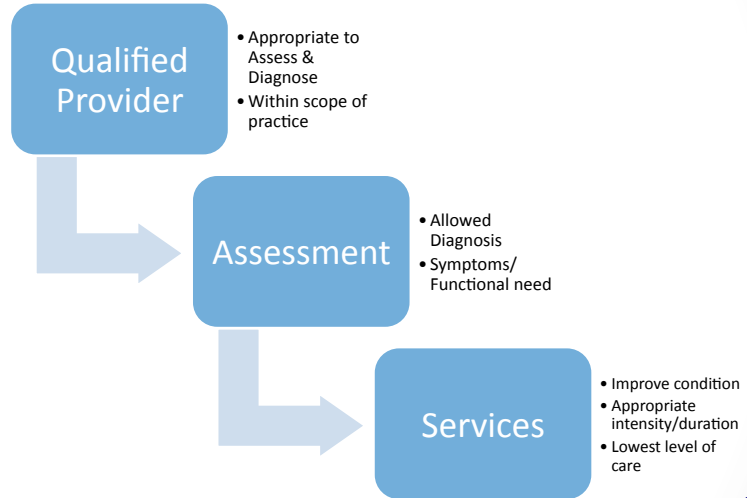 Qualified
Provider
• Appropriate to
Assess &
Diagnose
• Within scope of
practice
Assessment
• Allowed
Diagnosis
• Symptoms/
Functional need
Services
• Improve condition
• Appropriate
intensity/duration
• Lowest level of
care